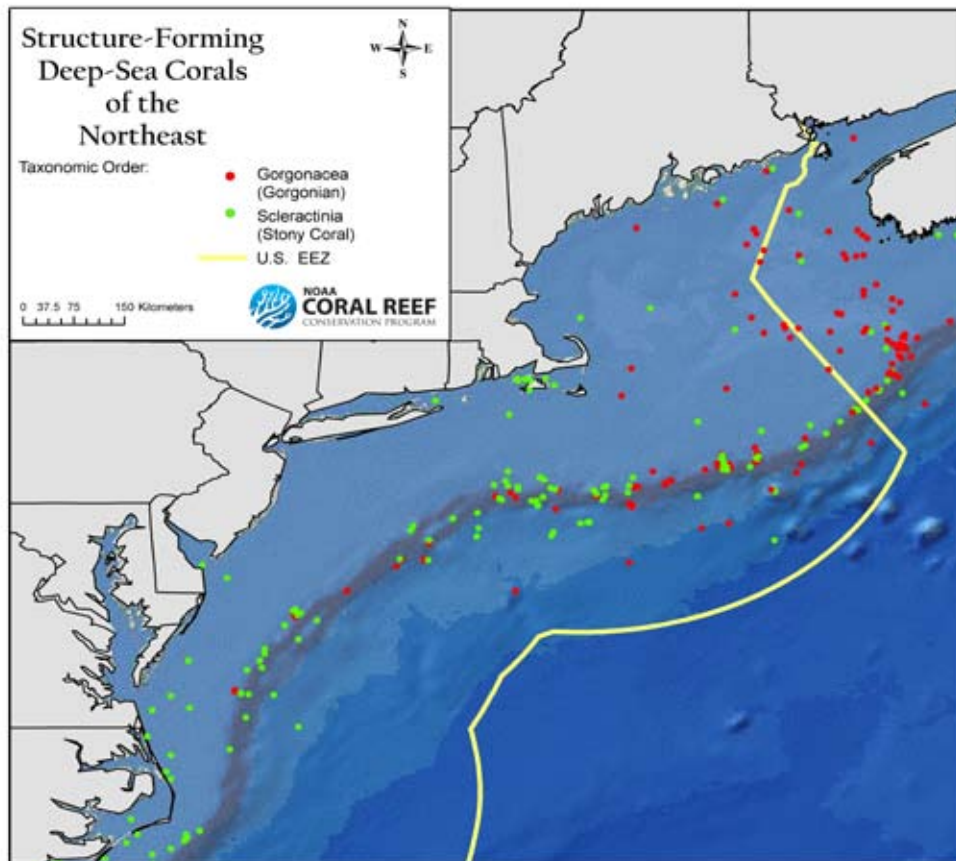 Structure-Forming
Deep-Sea Corals
of the
Northeast
N
W E
S
Taxonomic Order:
Gorgonacea
(Gorgonian)
Scleractinia
(Stony Coral)
U.S. EEZ
0 37.5 75 150 Kilometers
NOAA
CORAL REEF
CONSERVATION PROGRAM